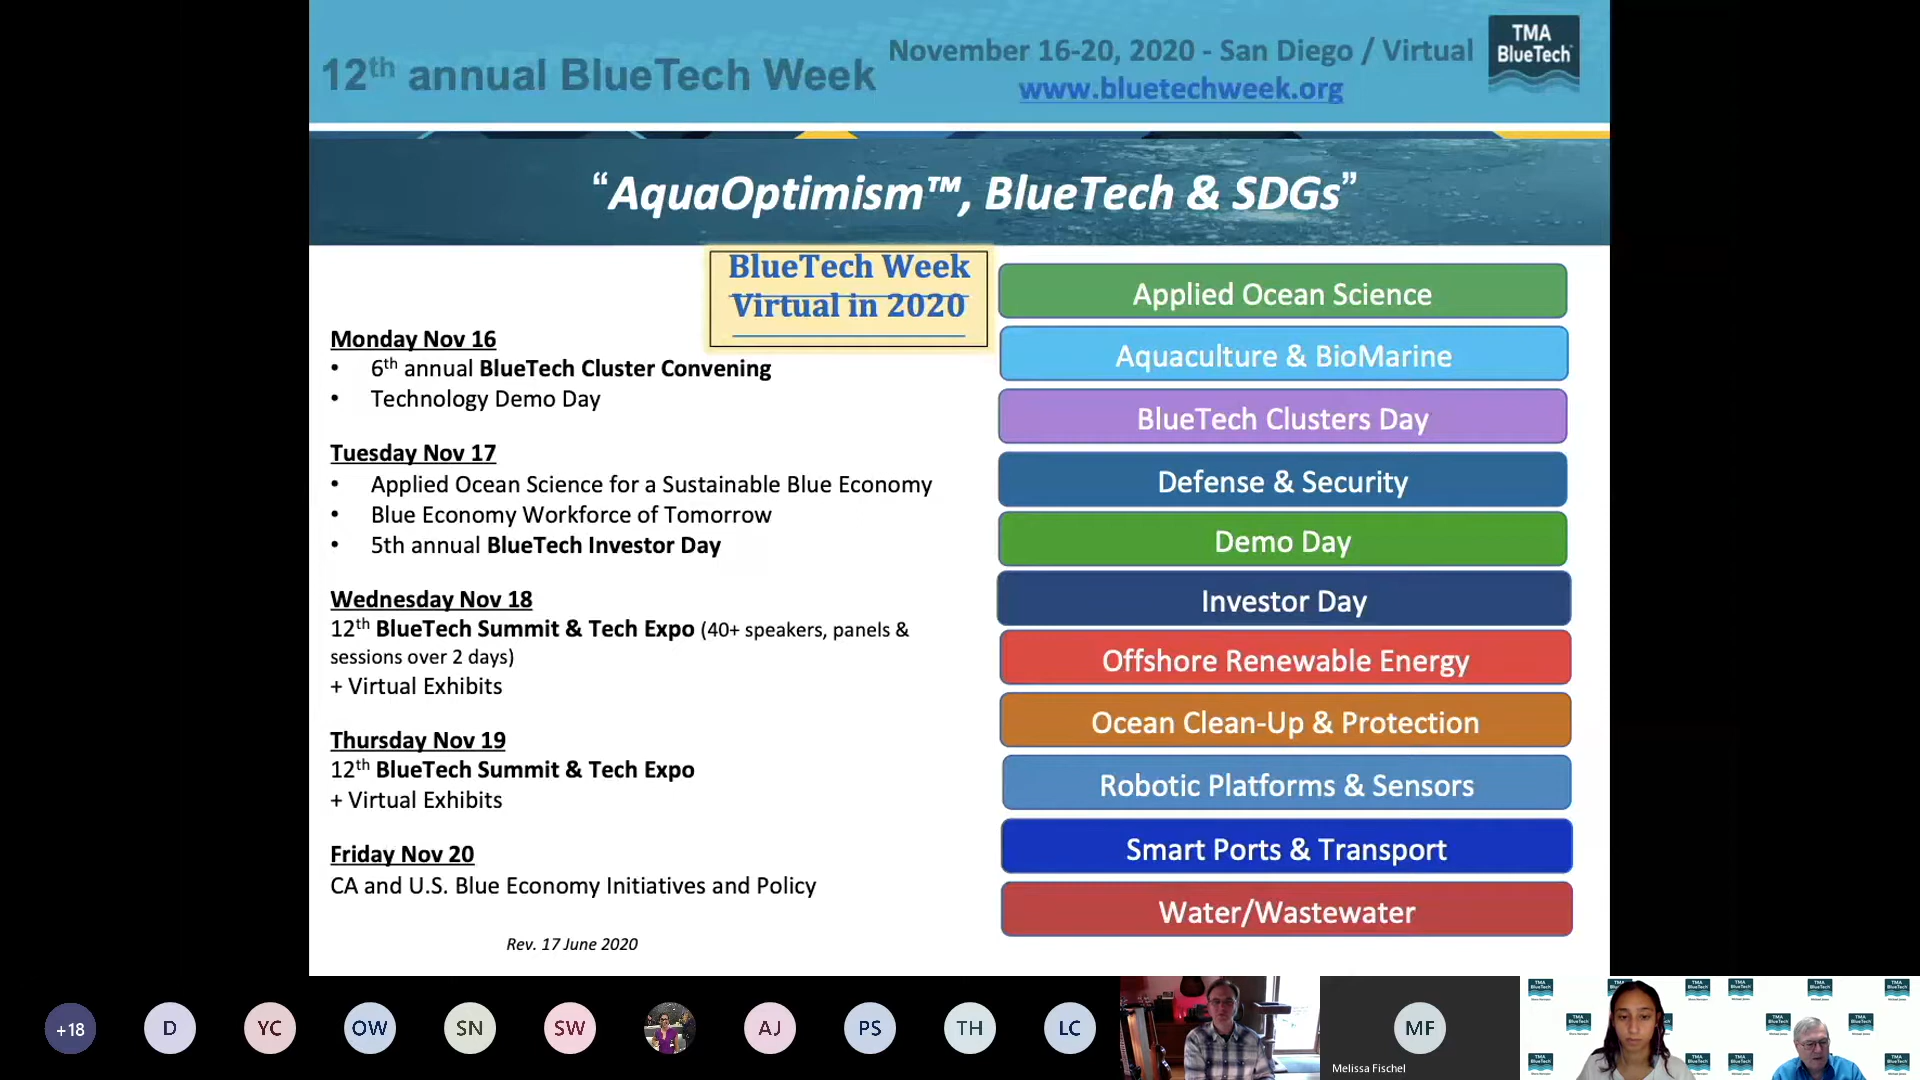 12th annual BlueTech Week
November 16-20, 2020 - San Diego / Virtual
www.bluetechweek.org
TMA
BlueTech
“AquaOptimism™, BlueTech & SDGs”
BlueTech Week
Virtual in 2020
Monday Nov 16
• 6th annual BlueTech Cluster Convening
• Technology Demo Day
Tuesday Nov 17
• Applied Ocean Science for a Sustainable Blue Economy
• Blue Economy Workforce of Tomorrow
• 5th annual BlueTech Investor Day
Wednesday Nov 18
12th BlueTech Summit & Tech Expo (40+ speakers, panels &
sessions over 2 days)
+ Virtual Exhibits
Thursday Nov 19
12th BlueTech Summit & Tech Expo
+ Virtual Exhibits
Friday Nov 20
CA and U.S. Blue Economy Initiatives and Policy
Rev. 17 June 2020
Applied Ocean Science
Aquaculture & BioMarine
BlueTech Clusters Day
Defense & Security
Demo Day
Investor Day
Offshore Renewable Energy
Ocean Clean-Up & Protection
Robotic Platforms & Sensors
Smart Ports & Transport
Water/Wastewater
+18
D
YC
OW
SN
SW
AJ
PS
TH
LC
MF
Melissa Fischel